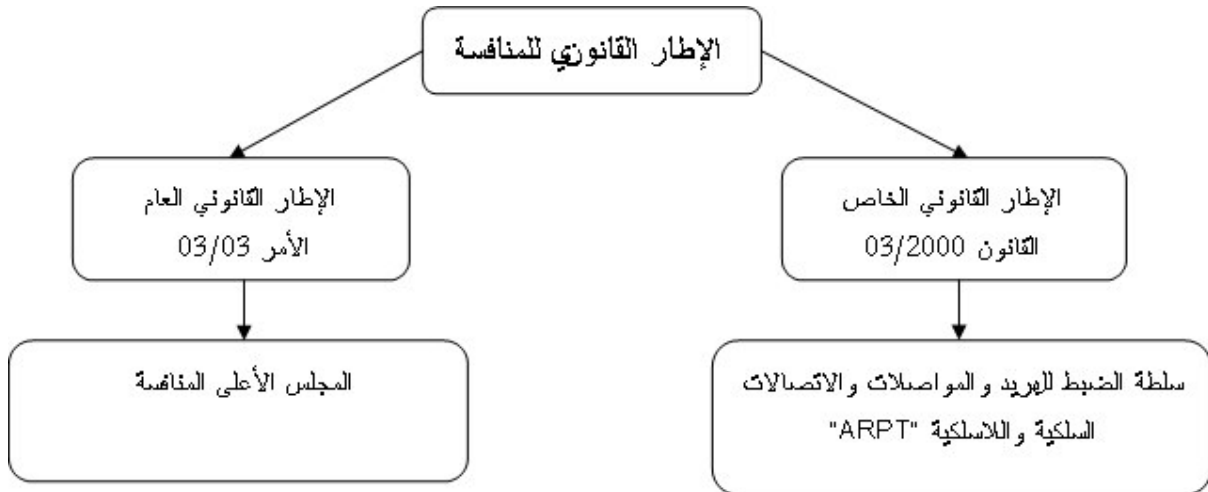 الإطار القانوني للمنافسة
الإطار القانوني الخاص
القانون 03/2000
الإطار القانوني العام
الأمر 03/03
سلطة الضبط للبريد و المواصلات و الاتصالات
السلكية و اللاسلكية "ARPT"
المجلس الأعلى المنافسة